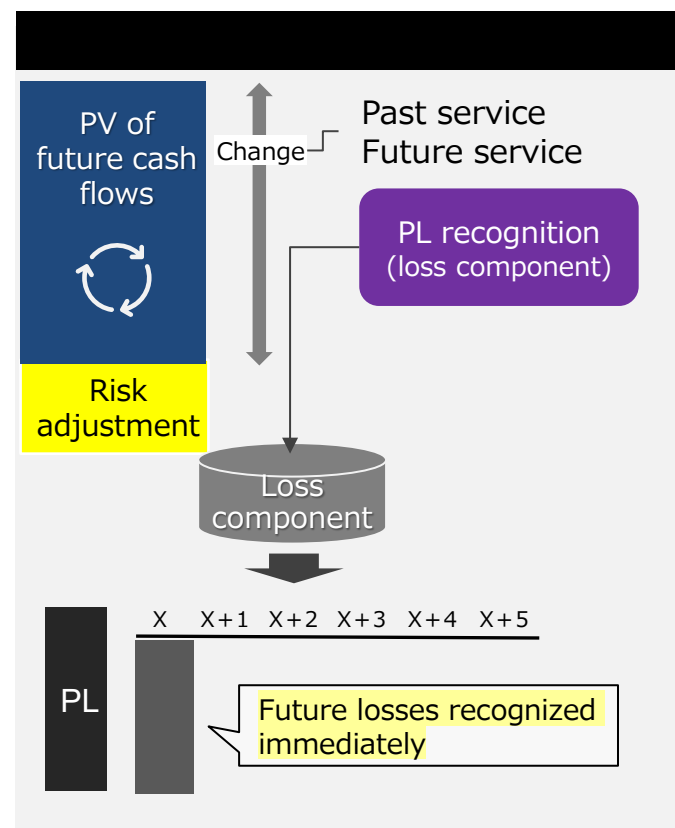 PV of
future cash
flows
Change
Past service
Future service
PL recognition
(loss component)
Risk
adjustment
Loss
component
X X+1 X+2 X+3 X+4 X+5
PL
Future losses recognized
immediately